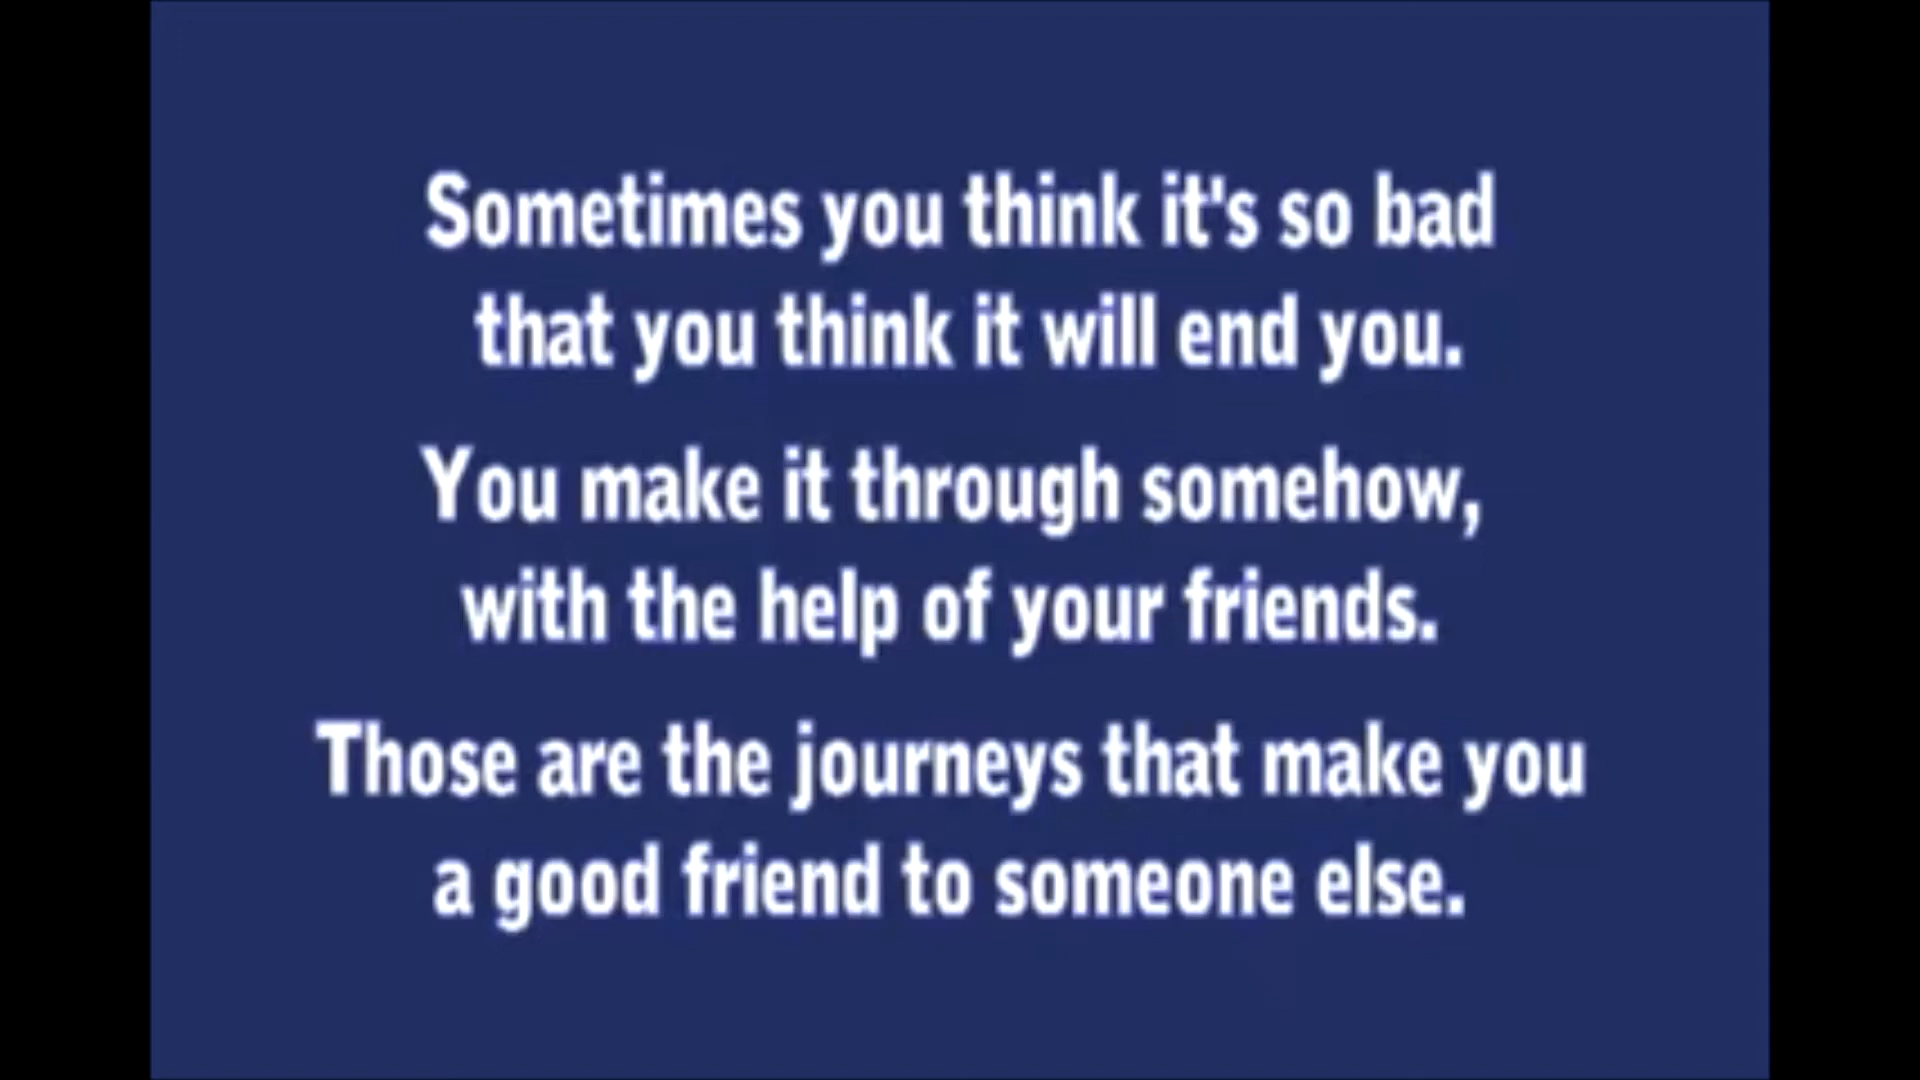 Sometimes you think it's so bad
that you think it will end you.
You make it through somehow,
with the help of your friends.
Those are the journeys that make you
a good friend to someone else.